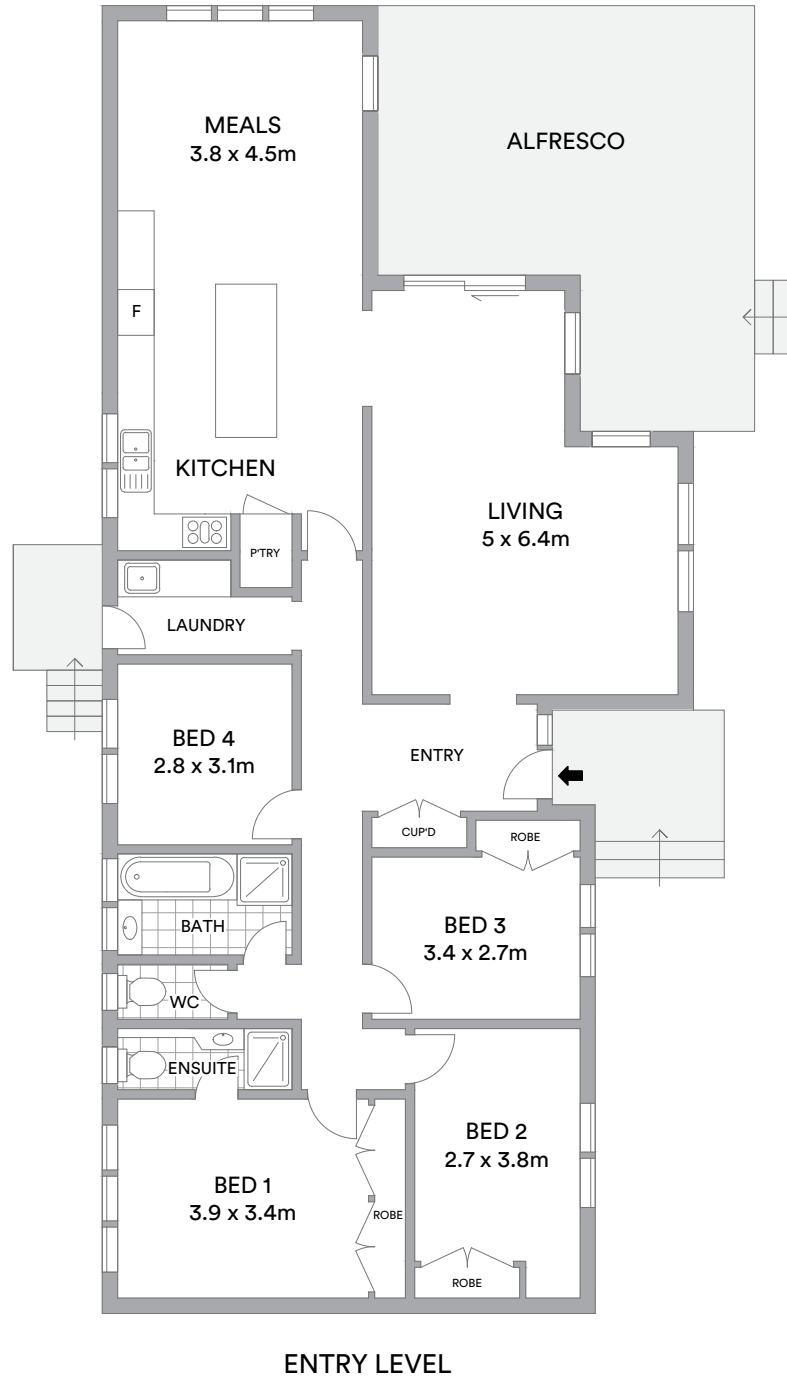 MEALS
3.8 x 4.5m
ALFRESCO
F
KITCHEN
LIVING
5 x 6.4m
P'TRY
LAUNDRY
BED 4
2.8 x 3.1m
ENTRY
CUP'D
ROBE
BATH
BED 3
3.4 x 2.7m
WC
ENSUITE
BED 2
2.7 x 3.8m
BED 1
3.9 x 3.4m
ROBE
ROBE
ENTRY LEVEL